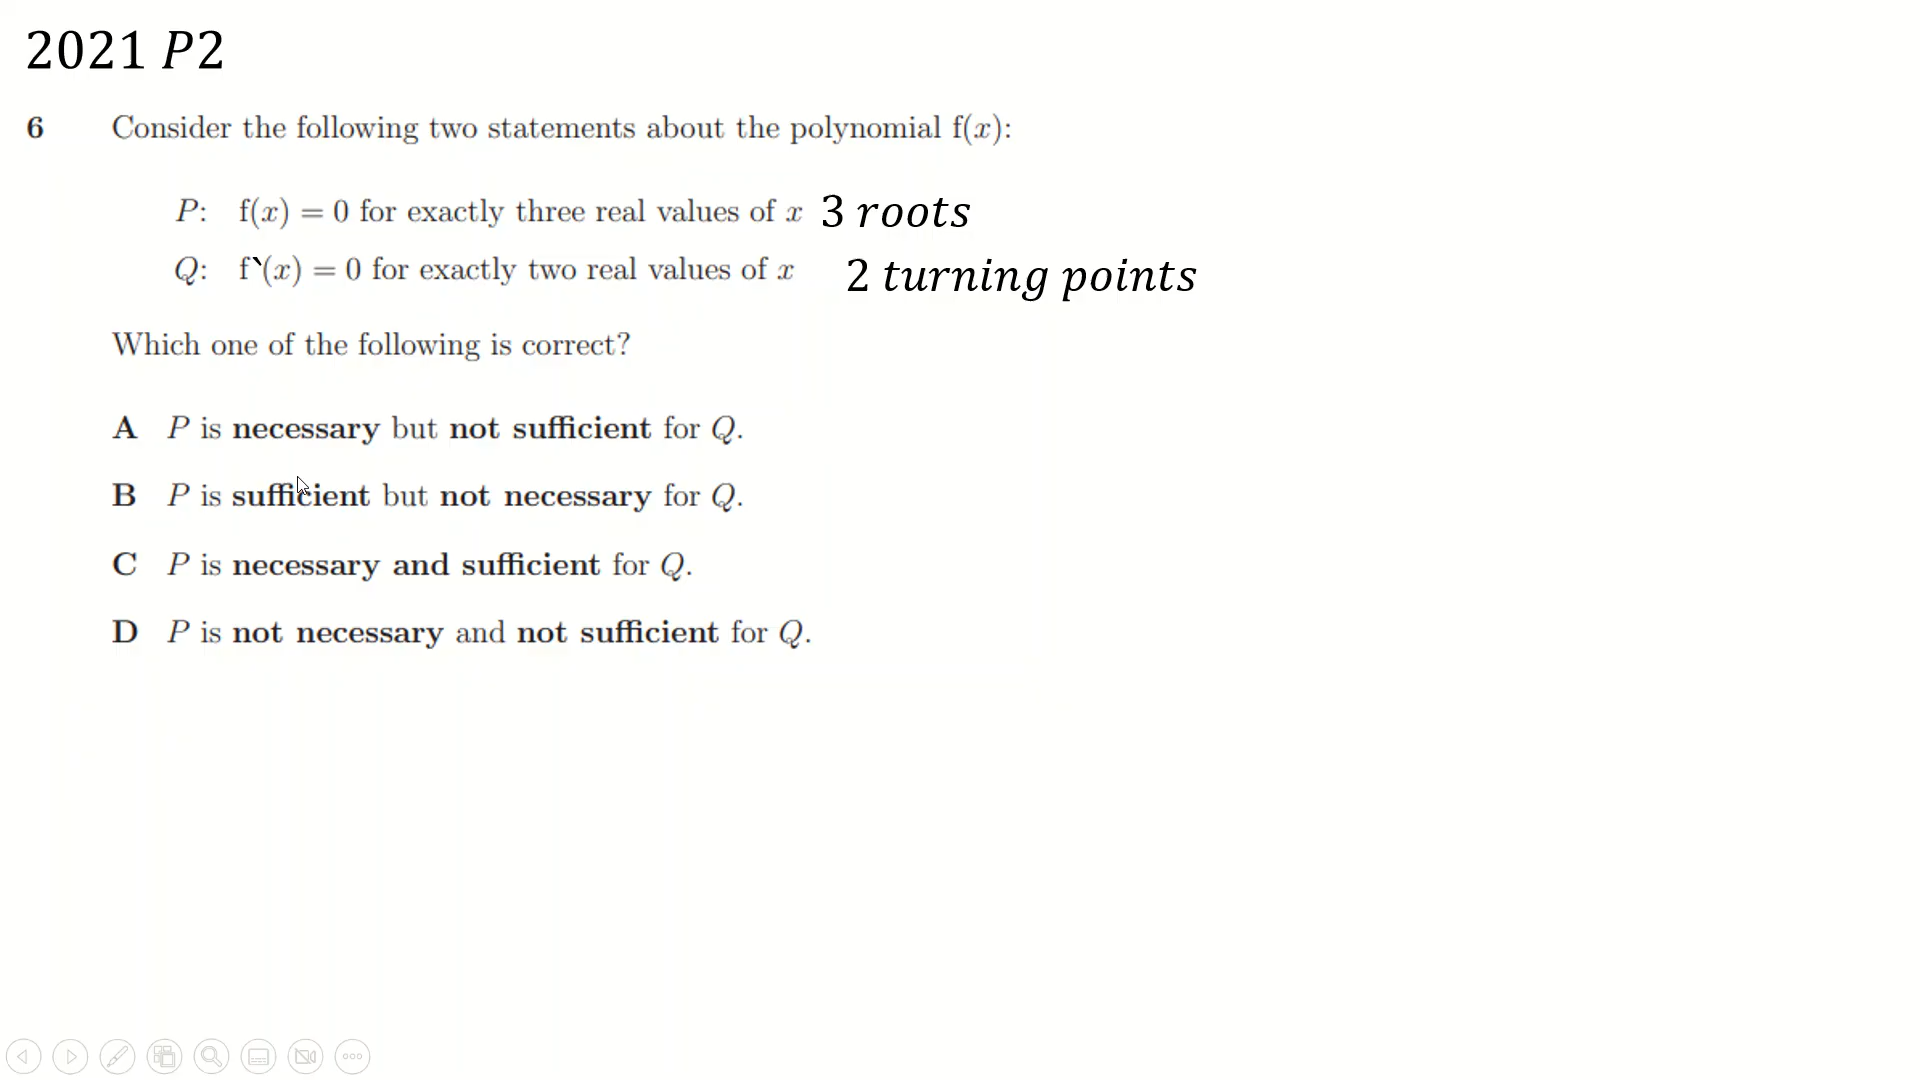 2021 P2
6 Consider the following two statements about the polynomial f(x):
P: f(x) = 0 for exactly three real values of x 3 roots
Q: f`(x) = 0 for exactly two real values of x 2 turning points
Which one of the following is correct?
A P is necessary but not sufficient for Q.
B P is sufficient but not necessary for Q.
C P is necessary and sufficient for Q.
D P is not necessary and not sufficient for Q.